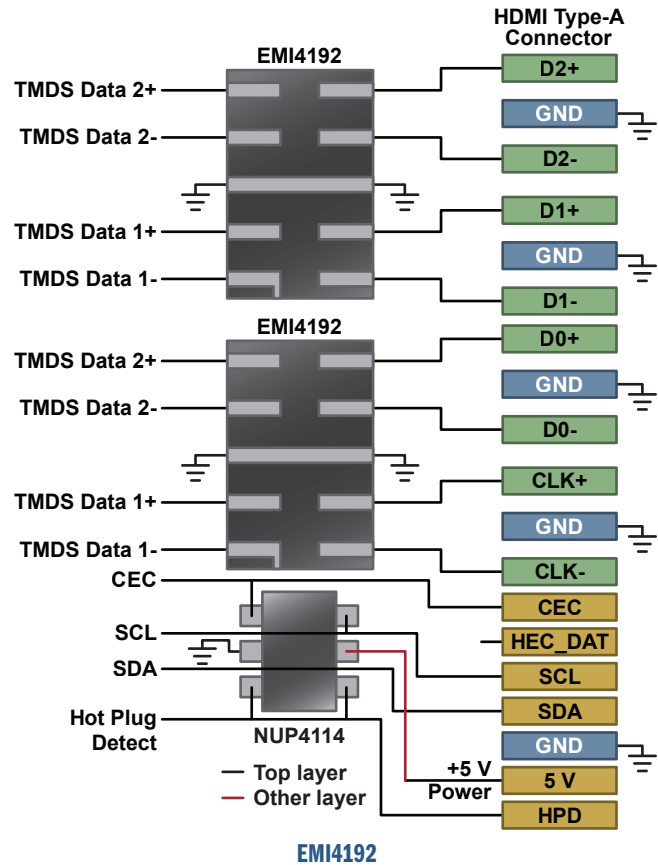 HDMI Type-A
Connector
EMI4192
D2+
TMDS Data 2+
GND
TMDS Data 2-
D2-
D1+
TMDS Data 1+
GND
TMDS Data 1-
D1-
EMI4192
D0+
TMDS Data 2+
GND
TMDS Data 2-
D0-
CLK+
TMDS Data 1+
GND
TMDS Data 1-
CLK-
CEC
CEC
SCL
HEC_DAT
SDA
SCL
SDA
Hot Plug
Detect
NUP4114
GND
Top layer
+5 V
Power
5 V
Other layer
HPD
EMI4192